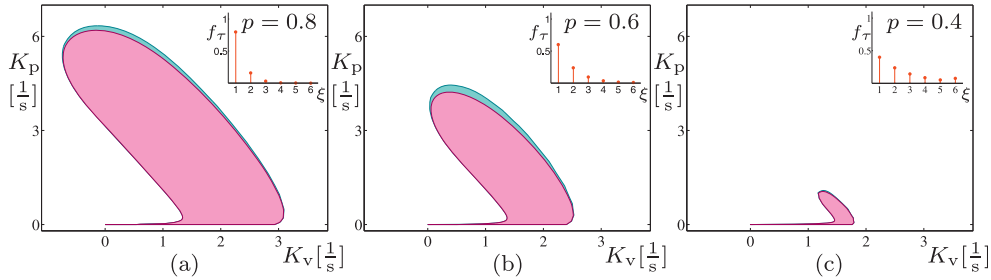 6
3
0
K_p
[1/s]
0 1 2 3
K_v [1/s]
(a)
f_τ
1
0.5
1 2 3 4 5 6
ξ
p = 0.8
6
3
0
K_p
[1/s]
0 1 2 3
K_v [1/s]
(b)
f_τ
1
0.5
1 2 3 4 5 6
ξ
p = 0.6
6
3
0
K_p
[1/s]
0 1 2 3
K_v [1/s]
(c)
f_τ
1
0.5
1 2 3 4 5 6
ξ
p = 0.4